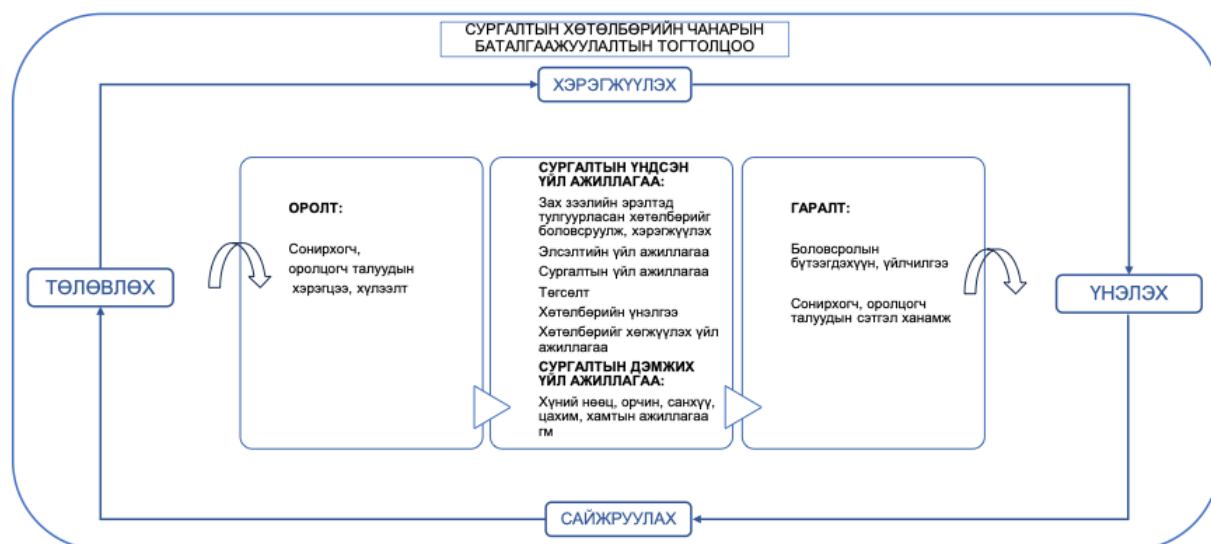 СУРГАЛТЫН ХӨТӨЛБӨРИЙН ЧАНАРЫН
БАТАЛГААЖУУЛАЛТЫН ТОГТОЛЦОО
ХЭРЭГЖҮҮЛЭХ
ТӨЛӨВЛӨХ
ОРОЛТ:
Сонирхогч,
оролцогч талуудын
хэрэгцээ, хүлээлт
СУРГАЛТЫН ҮНДСЭН
ҮЙЛ АЖИЛЛАГАА:
Зах зээлийн эрэлтэд
тулгуурласан хөтөлбөрийг
боловсруулж, хэрэгжүүлэх
Элсэлтийн үйл ажиллагаа
Сургалтын үйл ажиллагаа
Төгсөлт
Хөтөлбөрийн үнэлгээ
Хөтөлбөрийг хөгжүүлэх үйл
ажиллагаа
СУРГАЛТЫН ДЭМЖИХ
ҮЙЛ АЖИЛЛАГАА:
Хүний нөөц, орчин, санхүү,
цахим, хамтын ажиллагаа
гм
ГАРАЛТ:
Боловсролын
бүтээгдэхүүн, үйлчилгээ
Сонирхогч, оролцогч
талуудын сэтгэл ханамж
ҮНЭЛЭХ
САЙЖРУУЛАХ